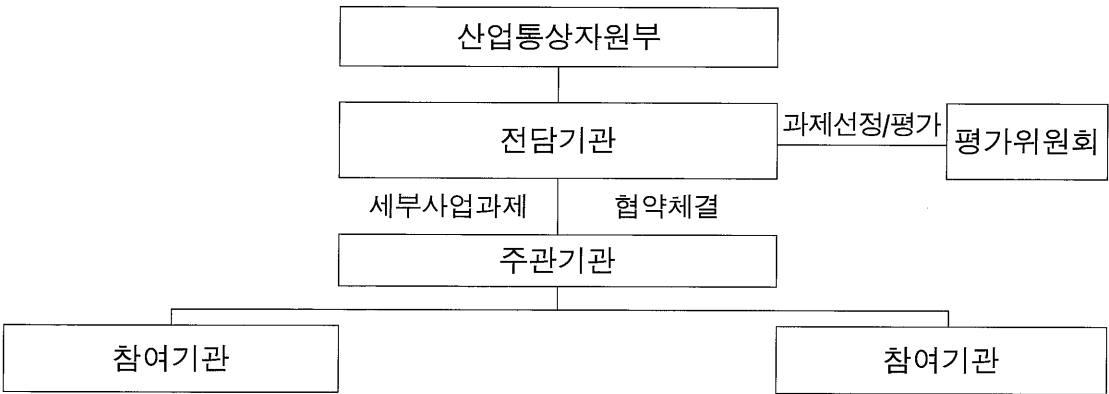 산업통상자원부
전담기관
과제선정/평가
평가위원회
세부사업과제
협약체결
주관기관
참여기관
참여기관